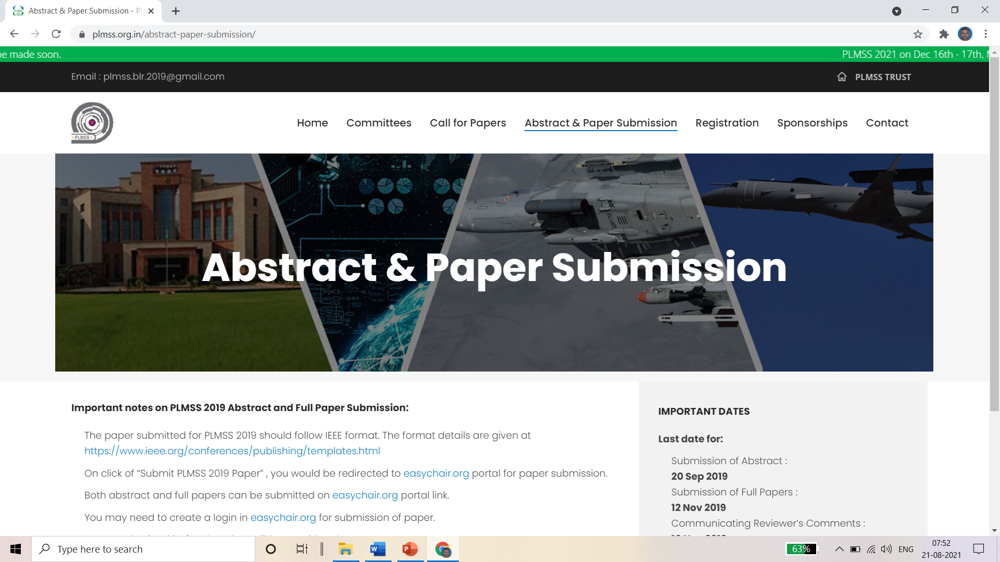 Abstract & Paper Submission - Pl
plmss.org.in/abstract-paper-submission/
be made soon.
PLMSS 2021 on Dec 16th - 17th.
Email : plmss.blr.2019@gmail.com
PLMSS TRUST
PLMSS
Home
Committees
Call for Papers
Abstract & Paper Submission
Registration
Sponsorships
Contact
Abstract & Paper Submission
Important notes on PLMSS 2019 Abstract and Full Paper Submission:
The paper submitted for PLMSS 2019 should follow IEEE format. The format details are given at
https://www.ieee.org/conferences/publishing/templates.html
On click of “Submit PLMSS 2019 Paper” , you would be redirected to easychair.org portal for paper submission.
Both abstract and full papers can be submitted on easychair.org portal link.
You may need to create a login in easychair.org for submission of paper.
IMPORTANT DATES
Last date for:
Submission of Abstract :
20 Sep 2019
Submission of Full Papers :
12 Nov 2019
Communicating Reviewer’s Comments :
Type here to search
63%
ENG
07:52
21-08-2021